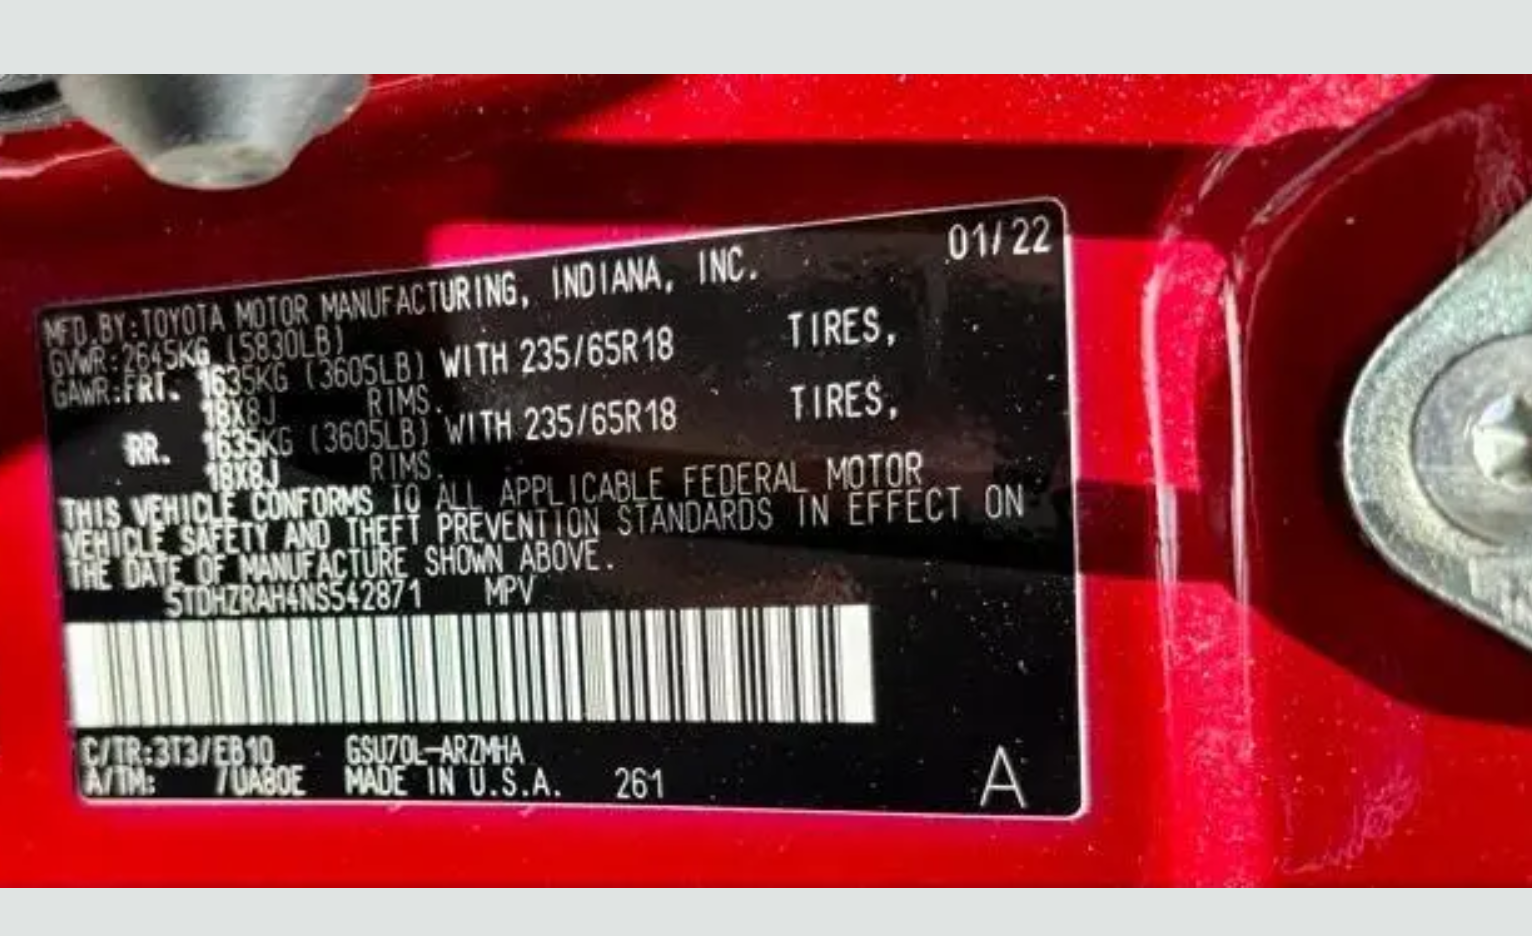 01/22
MFD.BY:TOYOTA MOTOR MANUFACTURING, INDIANA, INC.
GVWR:2645KG (5830LB)
GAWR:FRT. 1635KG (3605LB) WITH 235/65R18 TIRES,
18X8J RIMS.
RR. 1635KG (3605LB) WITH 235/65R18 TIRES,
18X8J RIMS.
THIS VEHICLE CONFORMS TO ALL APPLICABLE FEDERAL MOTOR
VEHICLE SAFETY AND THEFT PREVENTION STANDARDS IN EFFECT ON
THE DATE OF MANUFACTURE SHOWN ABOVE.
5TDHZRAH4NS542871 MPV
C/TR:3T3/EB10 GSU70L-ARZMHA
A/TM: /UA80E MADE IN U.S.A. 261
A